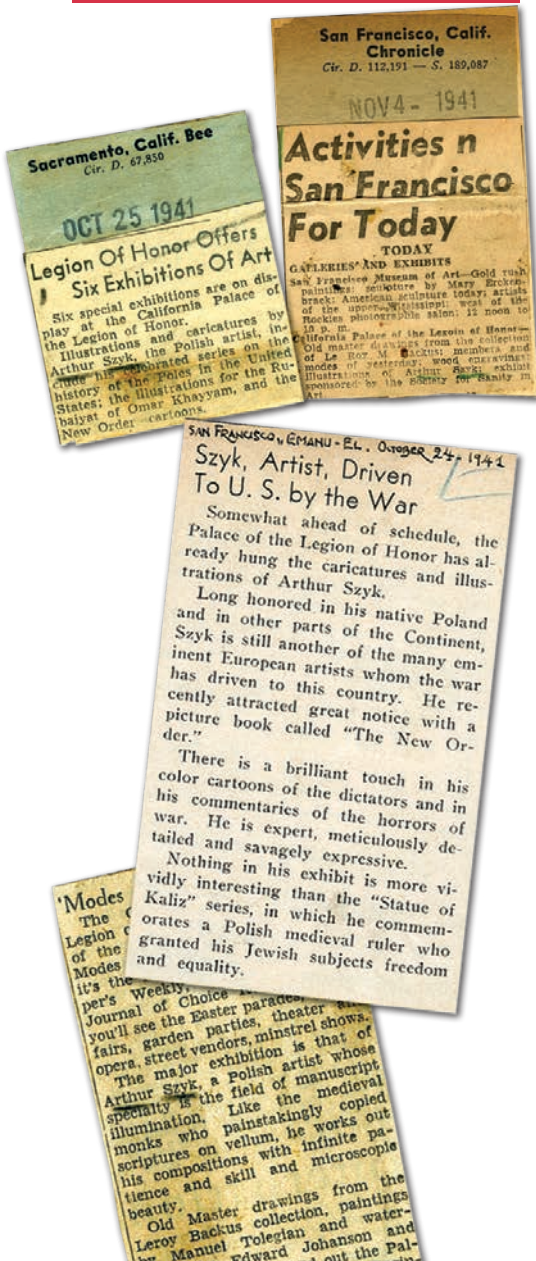 San Francisco, Calif.
Chronicle
Cir. D. 112,191 — S. 189,087
NOV 4 - 1941
Activities n
San Francisco
For Today
TODAY
GALLERIES AND EXHIBITS
San Francisco Museum of Art—Gold rush
paintings; sculpture by Mary Ercken-
brack; American sculpture today; artists
of the upper Mississippi; west of the
Rockies photographic salon; 12 noon to
10 p. m.
California Palace of the Legion of Honor—
Old master drawings from the collection
of Le Roy M. Backus; members and
modes of yesterday; wood engravings;
illustrations of Arthur Szyk; exhibit
sponsored by the Society for Sanity in
Art
Sacramento, Calif. Bee
Cir. D. 67,850
OCT 25 1941
Legion Of Honor Offers
Six Exhibitions Of Art
Six special exhibitions are on dis-
play at the California Palace of
the Legion of Honor.
Illustrations and caricatures by
Arthur Szyk, the Polish artist, in-
clude celebrated series on the
history of the Poles in the United
States; the illustrations for the Ru-
baiyat of Omar Khayyam, and the
New Order cartoons.
SAN FRANCISCO, EMANU-EL. October 24-1941
Szyk, Artist, Driven
To U. S. by the War
Somewhat ahead of schedule, the
Palace of the Legion of Honor has al-
ready hung the caricatures and illus-
trations of Arthur Szyk.
Long honored in his native Poland
and in other parts of the Continent,
Szyk is still another of the many em-
inent European artists whom the war
has driven to this country. He re-
cently attracted great notice with a
picture book called "The New Or-
der."
There is a brilliant touch in his
color cartoons of the dictators and in
his commentaries of the horrors of
war. He is expert, meticulously de-
tailed and savagely expressive.
Nothing in his exhibit is more vi-
vidly interesting than the "Statue of
Kaliz" series, in which he commem-
orates a Polish medieval ruler who
granted his Jewish subjects freedom
and equality.
'Modes
The
Legion
of the
Modes
it's the
per's Weekly,
Journal of Choice
you'll see the Easter parades,
fairs, garden parties, theater
opera, street vendors, minstrel shows.
The major exhibition is that of
Arthur Szyk, a Polish artist whose
specialty is the field of manuscript
illumination. Like the medieval
monks who painstakingly copied
scriptures on vellum, he works out
his compositions with infinite pa-
tience and skill and microscopic
beauty.
Old Master drawings from the
Leroy Backus collection, paintings
by Manuel Tolegian and water-
Edward Johanson and
out the Pal-